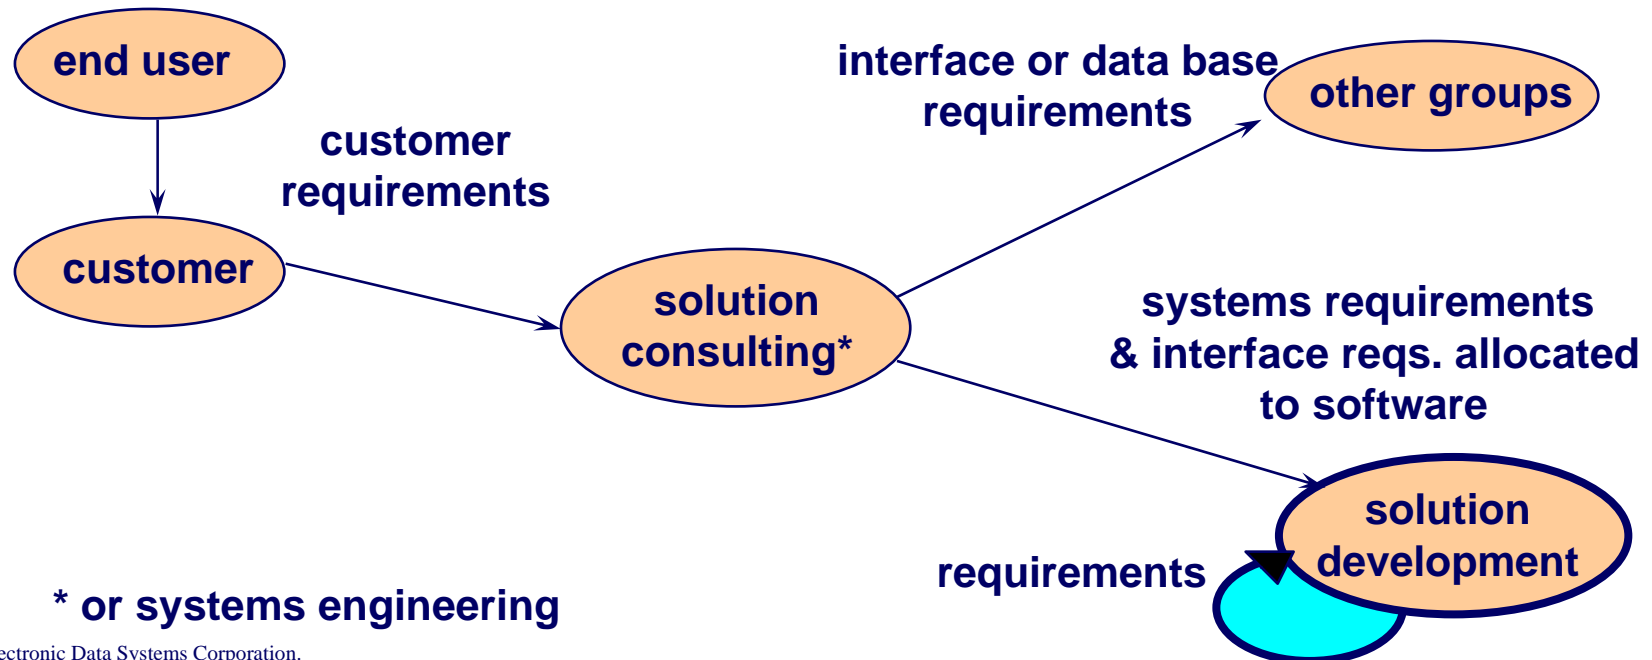 end user
customer
requirements
customer
solution
consulting*
interface or data base
requirements
other groups
systems requirements
& interface reqs. allocated
to software
solution
development
requirements
* or systems engineering
Data Systems Corporation.